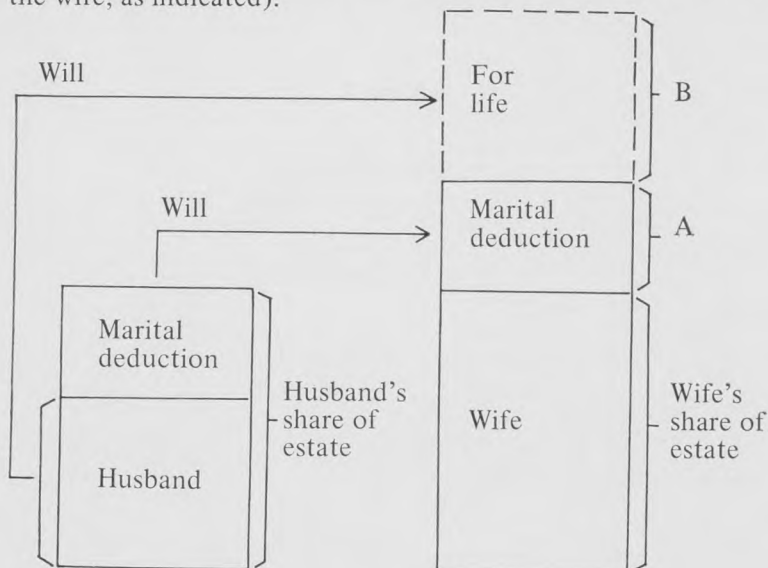 the wife, as indicated).
Will
For
life
B
Will
Marital
deduction
A
Marital
deduction
Husband's
share of
estate
Wife
Wife's
share of
estate
Husband